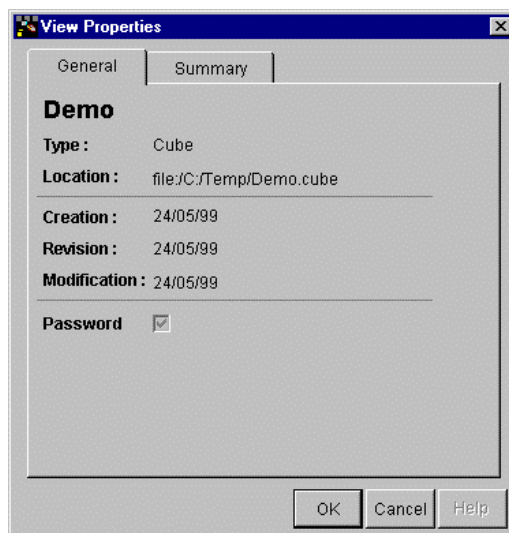 View Properties
General Summary
Demo
Type : Cube
Location : file:/C:/Temp/Demo.cube
Creation : 24/05/99
Revision : 24/05/99
Modification : 24/05/99
Password
OK Cancel Help